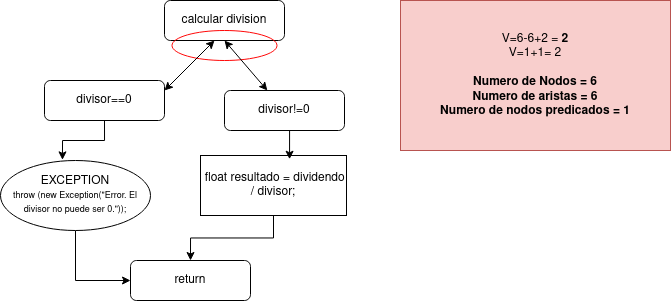 calcular division
V=6-6+2 = 2
V=1+1= 2
Numero de Nodos = 6
Numero de aristas = 6
Numero de nodos predicados = 1
divisor==0
divisor!=0
EXCEPTION
throw (new Exception("Error. El
divisor no puede ser 0."));
float resultado = dividendo
/ divisor;
return